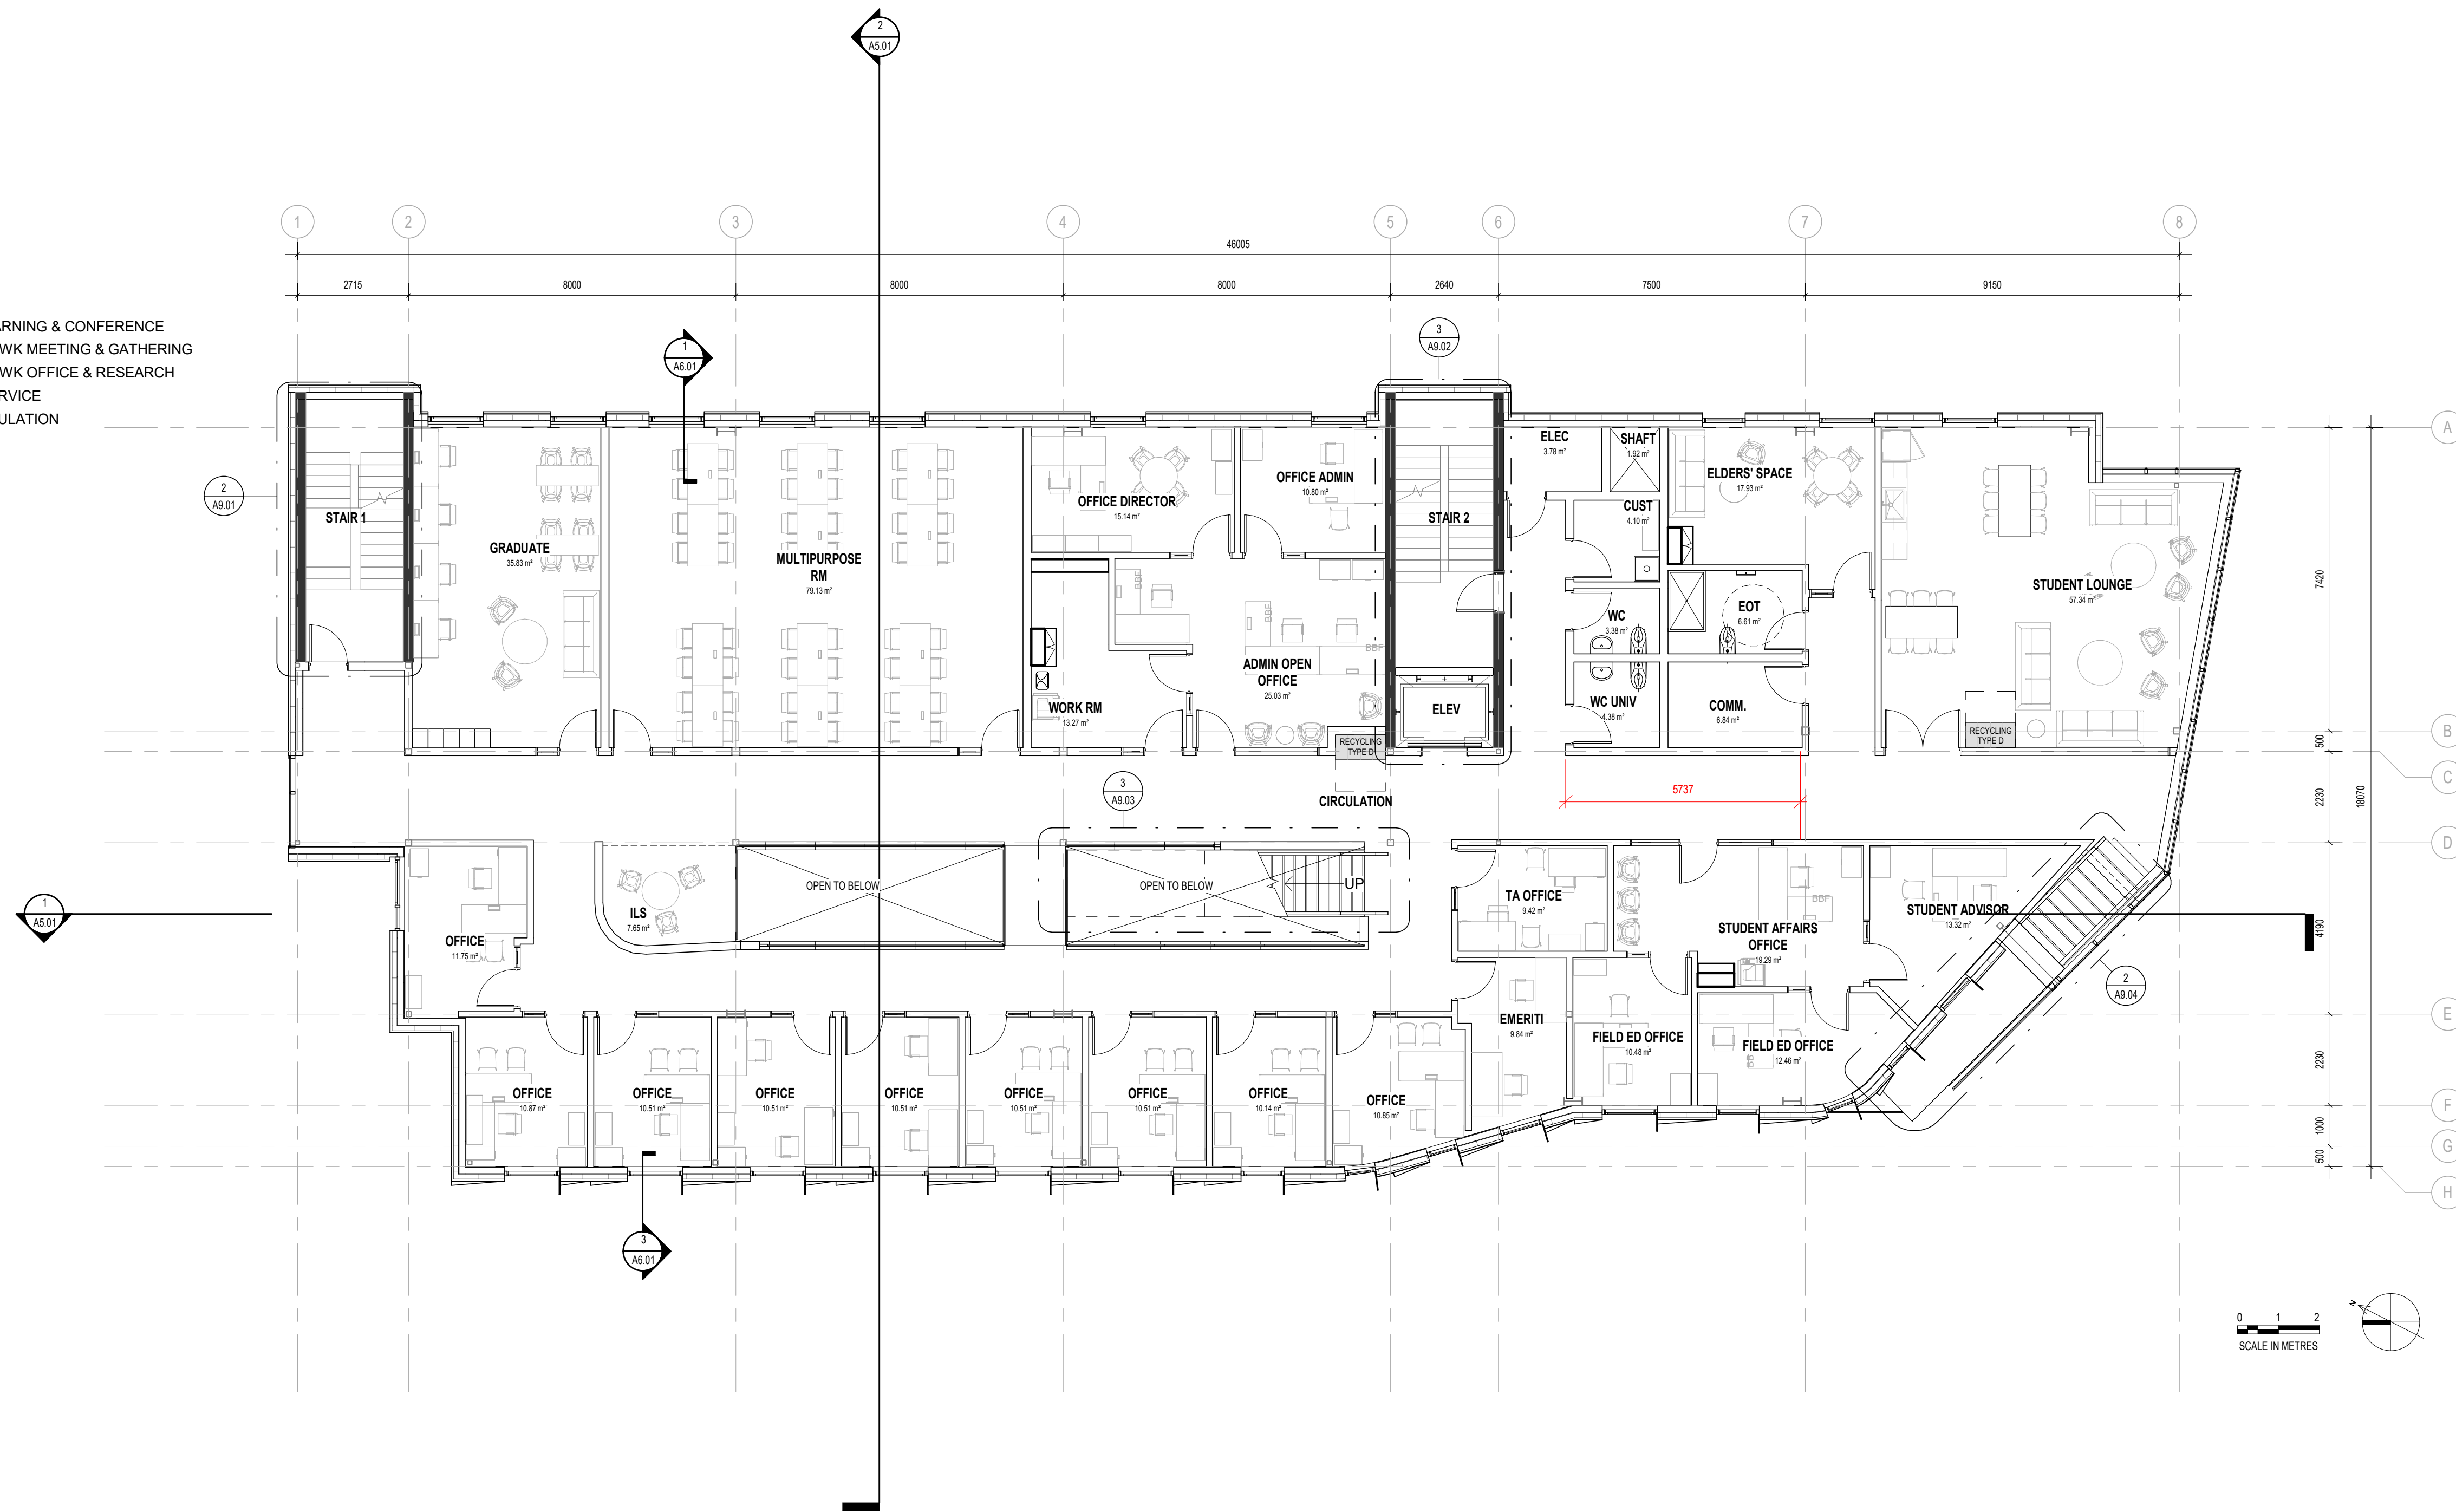 2
A5.01
1
2
3
4
5
6
7
8
46005
2715
8000
8000
8000
2640
7500
9150
ARNING & CONFERENCE
WK MEETING & GATHERING
WK OFFICE & RESEARCH
RVICE
ULATION
1
A6.01
3
A9.02
2
A9.01
A
B
C
D
E
F
G
H
7420
500
2230
18070
4190
2230
1000
500
STAIR 1
GRADUATE
35.83 m²
MULTIPURPOSE
RM
79.13 m²
OFFICE DIRECTOR
15.14 m²
OFFICE ADMIN
10.80 m²
STAIR 2
ELEC
3.78 m²
SHAFT
1.92 m²
CUST
4.10 m²
ELDERS' SPACE
17.93 m²
STUDENT LOUNGE
57.34 m²
WC
3.38 m²
EOT
6.61 m²
BBF
BBF
BBF
ADMIN OPEN
OFFICE
25.03 m²
WORK RM
13.27 m²
ELEV
WC UNIV
4.38 m²
COMM.
6.84 m²
RECYCLING
TYPE D
RECYCLING
TYPE D
3
A9.03
CIRCULATION
5737
1
A5.01
OFFICE
11.75 m²
ILS
7.65 m²
OPEN TO BELOW
OPEN TO BELOW
UP
TA OFFICE
9.42 m²
BBF
STUDENT AFFAIRS
OFFICE
19.29 m²
STUDENT ADVISOR
13.32 m²
2
A9.04
EMERITI
9.84 m²
FIELD ED OFFICE
10.48 m²
FIELD ED OFFICE
12.46 m²
OFFICE
10.87 m²
OFFICE
10.51 m²
OFFICE
10.51 m²
OFFICE
10.51 m²
OFFICE
10.51 m²
OFFICE
10.51 m²
OFFICE
10.14 m²
OFFICE
10.85 m²
3
A6.01
0 1 2
SCALE IN METRES
N